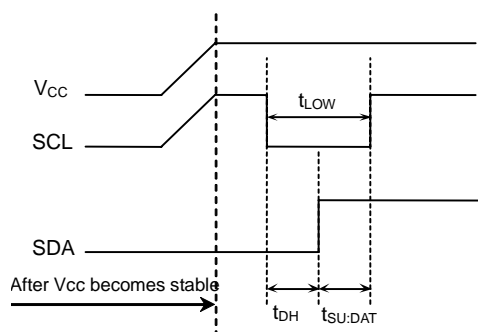 VCC
tLOW
SCL
SDA
After Vcc becomes stable
tDH
tSU:DAT